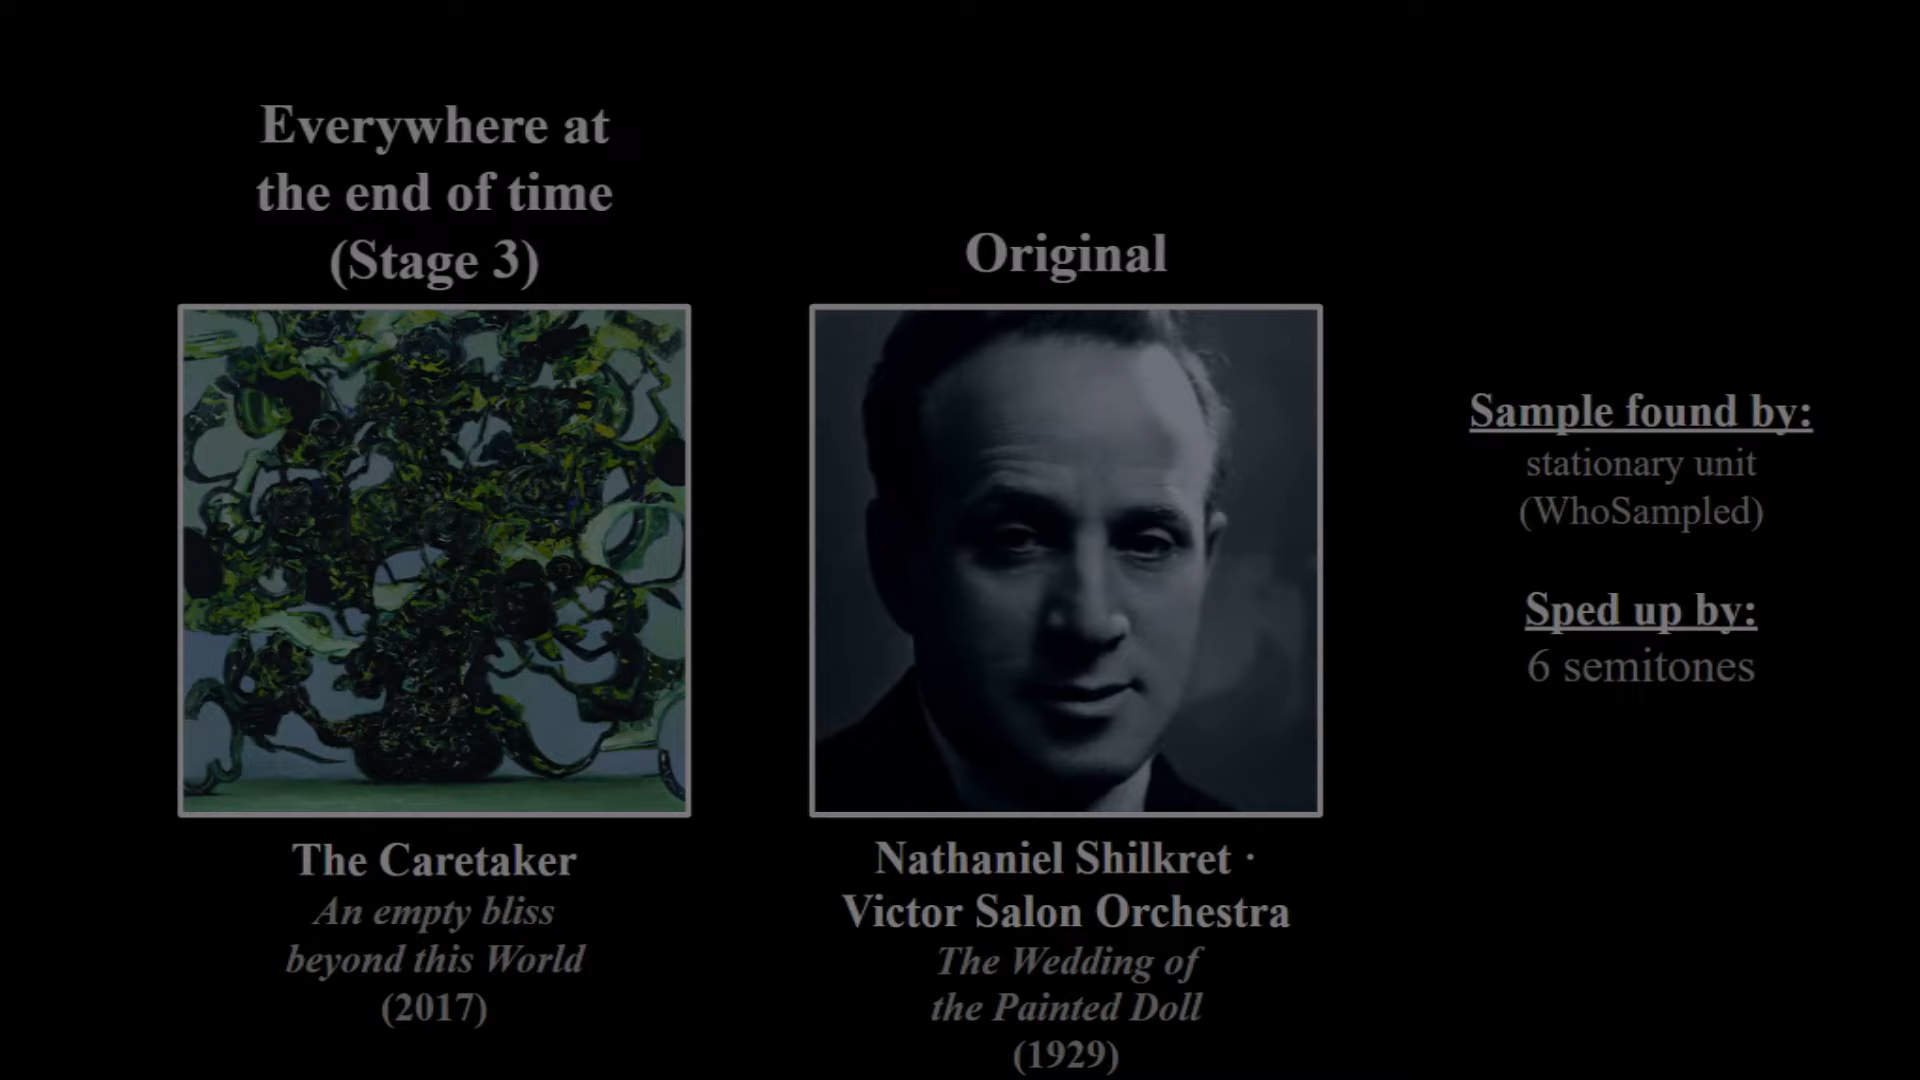 Everywhere at
the end of time
(Stage 3)
The Caretaker
An empty bliss
beyond this World
(2017)
Original
Nathaniel Shilkret ·
Victor Salon Orchestra
The Wedding of
the Painted Doll
(1929)
Sample found by:
stationary unit
(WhoSampled)
Sped up by:
6 semitones